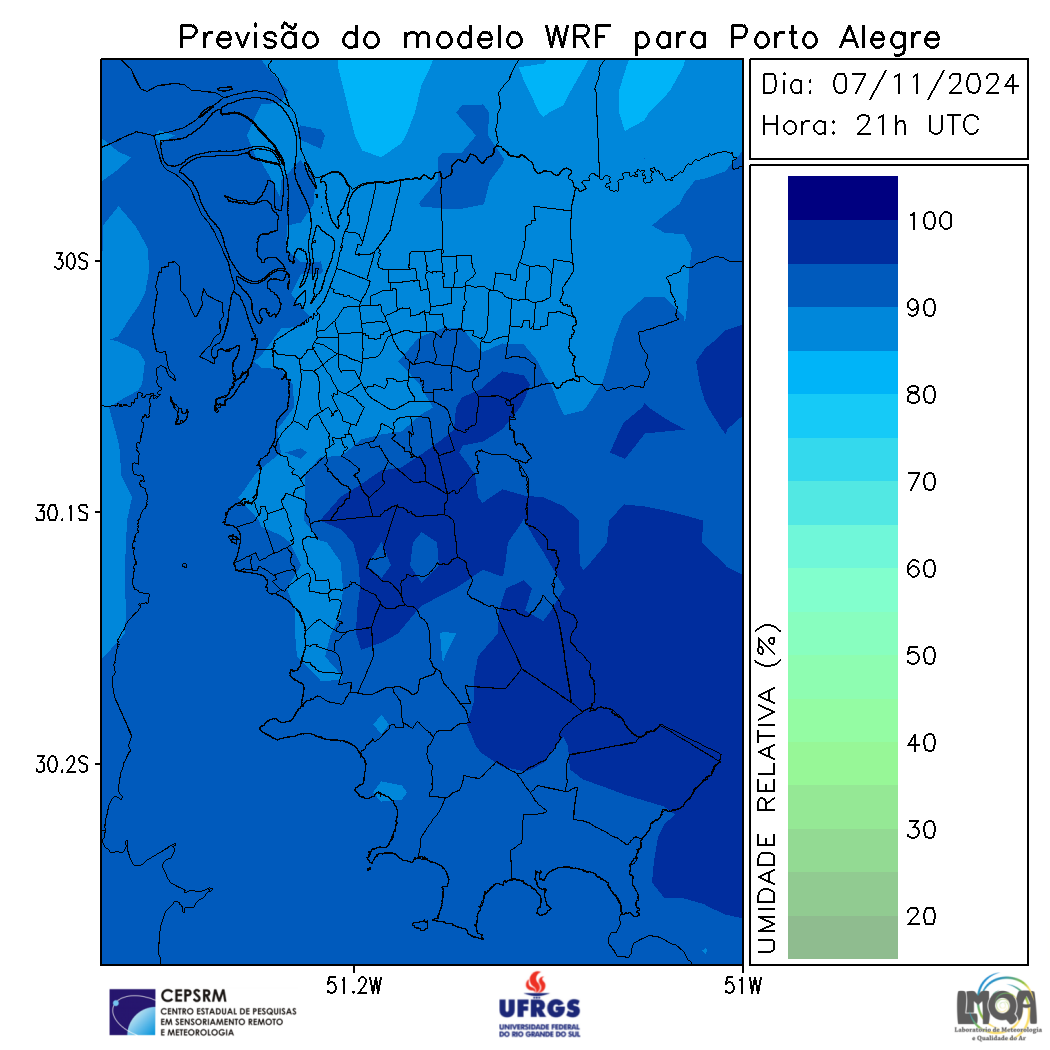 Previsão do modelo WRF para Porto Alegre
Dia: 07/11/2024
Hora: 21h UTC
30S
30.1S
30.2S
51.2W
51W
UMIDADE RELATIVA (%)
100
90
80
70
60
50
40
30
20
CEPSRM
CENTRO ESTADUAL DE PESQUISAS
EM SENSORIAMENTO REMOTO
E METEOROLOGIA
UFRGS
UNIVERSIDADE FEDERAL
DO RIO GRANDE DO SUL
LMQA
Laboratório de Meteorologia
e Qualidade do Ar